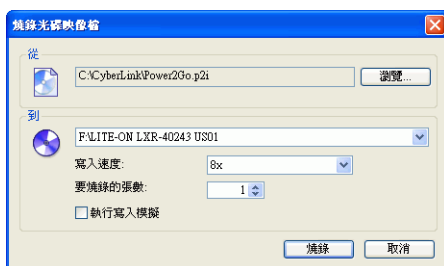 燒錄光碟映像檔
從
C:\CyberLink\Power2Go.p2i
瀏覽...
到
F:\LITE-ON LXR-40243 US01
寫入速度: 8x
要燒錄的張數: 1
執行寫入模擬
燒錄 取消